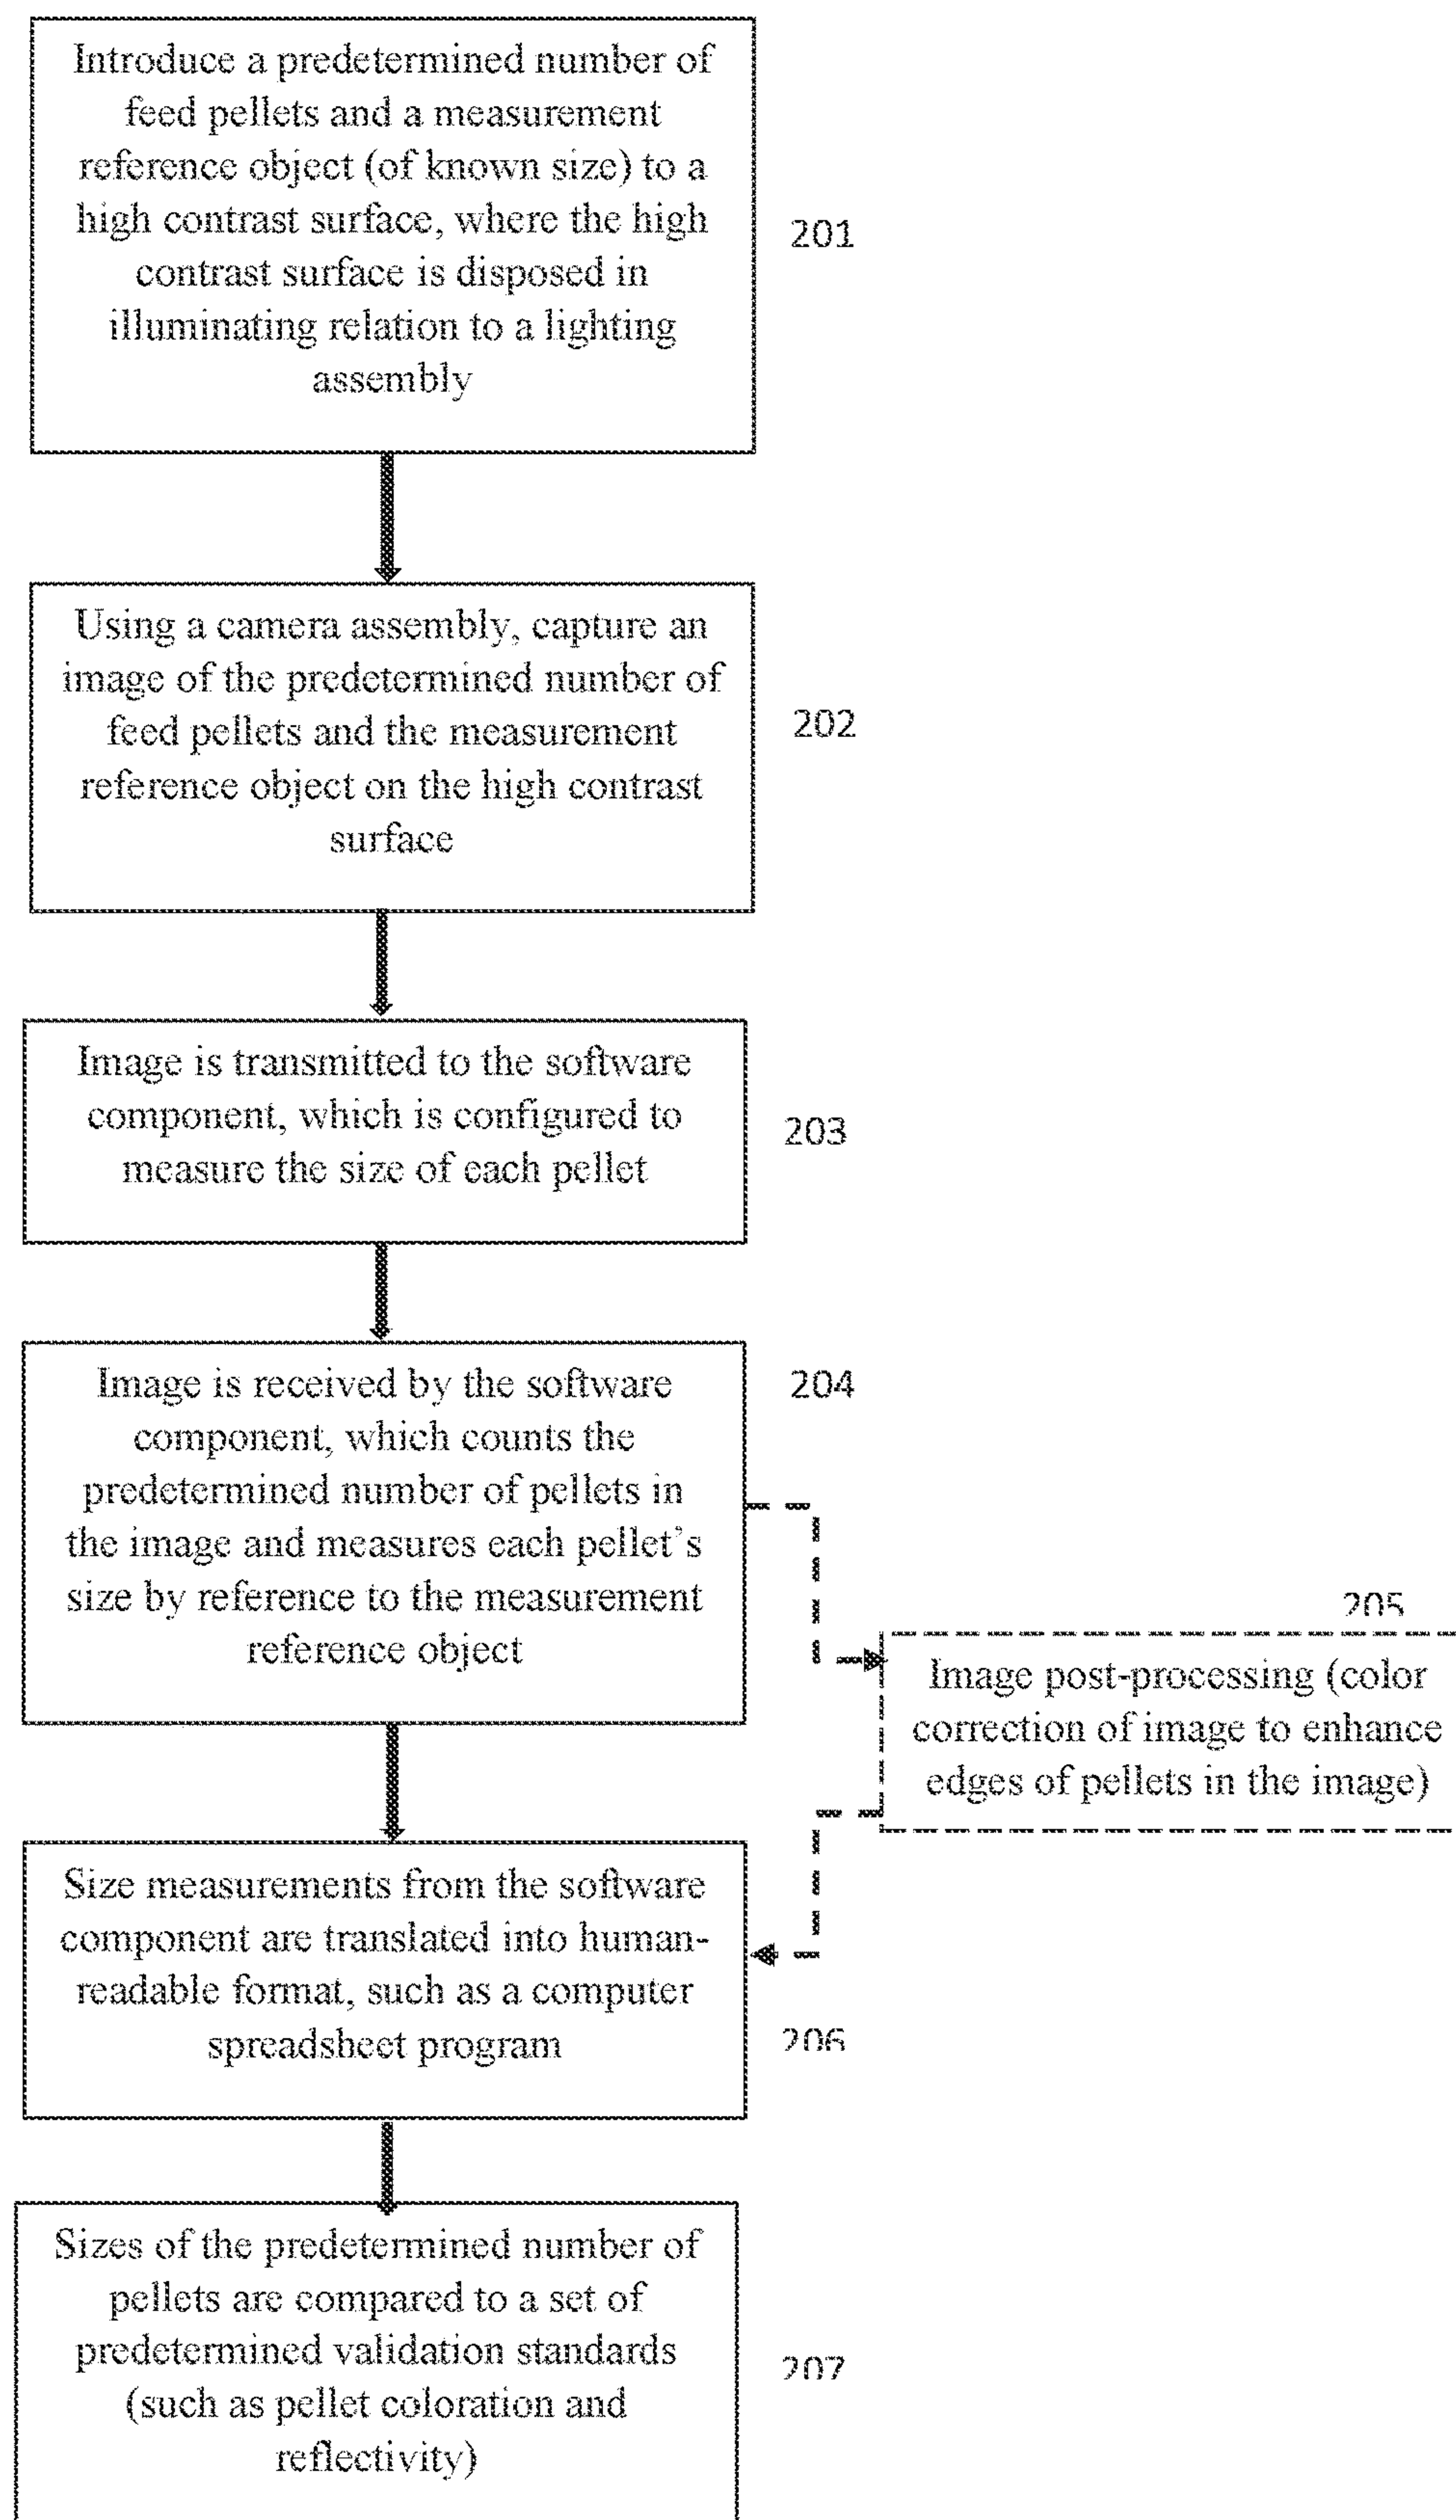 Introduce a predetermined number of
feed pellets and a measurement
reference object (of known size) to a
high contrast surface, where the high
contrast surface is disposed in
illuminating relation to a lighting
assembly
201
Using a camera assembly, capture an
image of the predetermined number of
feed pellets and the measurement
reference object on the high contrast
surface
202
Image is transmitted to the software
component, which is configured to
measure the size of each pellet
203
Image is received by the software
component, which counts the
predetermined number of pellets in
the image and measures each pellet's
size by reference to the measurement
reference object
204
205
Image post-processing (color
correction of image to enhance
edges of pellets in the image)
Size measurements from the software
component are translated into human-
readable format, such as a computer
spreadsheet program
206
Sizes of the predetermined number of
pellets are compared to a set of
predetermined validation standards
(such as pellet coloration and
reflectivity)
207